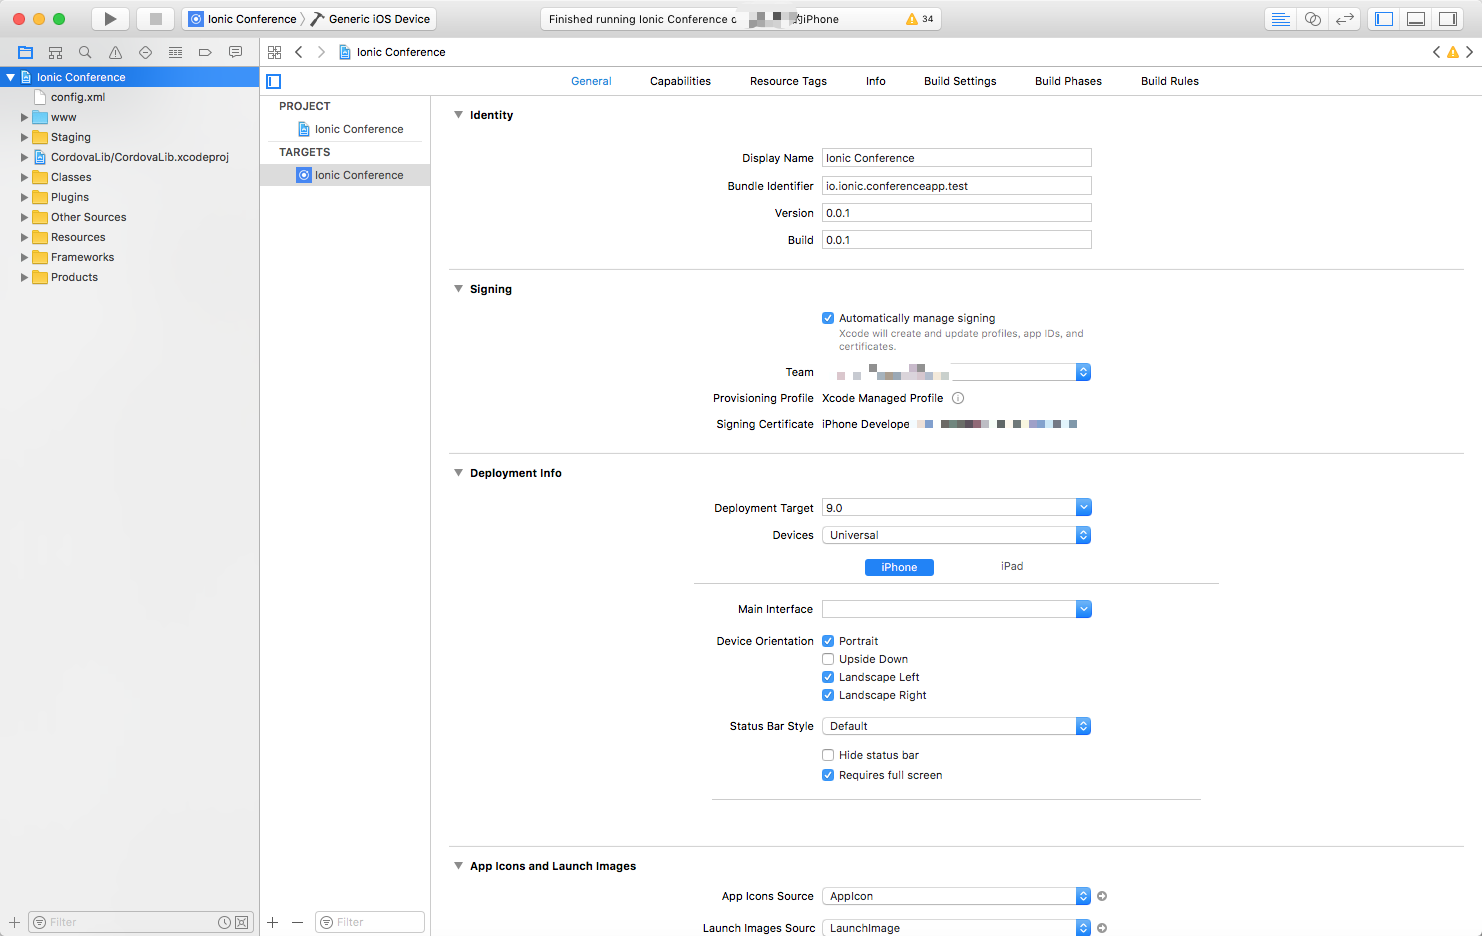 Ionic Conference
Generic iOS Device
Finished running Ionic Conference
的iPhone
34
Ionic Conference
Ionic Conference
config.xml
www
Staging
CordovaLib/CordovaLib.xcodeproj
Classes
Plugins
Other Sources
Resources
Frameworks
Products
Filter
General
Capabilities
Resource Tags
Info
Build Settings
Build Phases
Build Rules
PROJECT
Ionic Conference
TARGETS
Ionic Conference
Filter
Identity
Display Name
Ionic Conference
Bundle Identifier
io.ionic.conferenceapp.test
Version
0.0.1
Build
0.0.1
Signing
Automatically manage signing
Xcode will create and update profiles, app IDs, and
certificates.
Team
Provisioning Profile
Xcode Managed Profile
Signing Certificate
iPhone Develope
Deployment Info
Deployment Target
9.0
Devices
Universal
iPhone
iPad
Main Interface
Device Orientation
Portrait
Upside Down
Landscape Left
Landscape Right
Status Bar Style
Default
Hide status bar
Requires full screen
App Icons and Launch Images
App Icons Source
AppIcon
Launch Images Sourc
LaunchImage